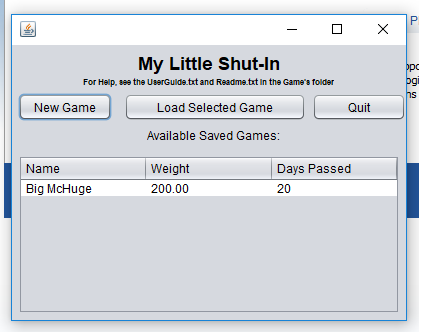 My Little Shut-In
For Help, see the UserGuide.txt and Readme.txt in the Game's folder
New Game Load Selected Game Quit
Available Saved Games:
Name Weight Days Passed
Big McHuge 200.00 20